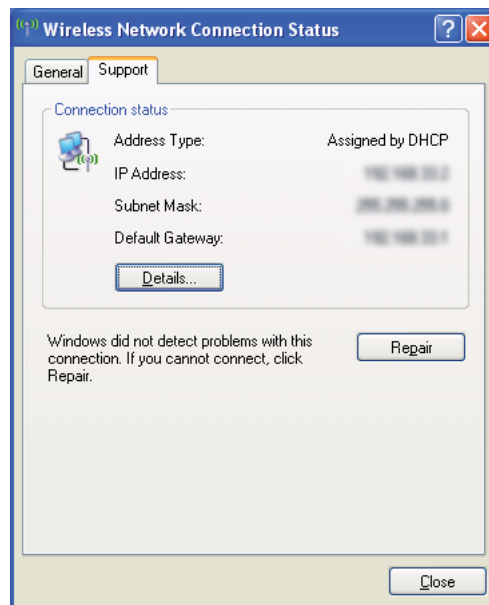 Wireless Network Connection Status
General Support
Connection status
Address Type: Assigned by DHCP
IP Address:
Subnet Mask:
Default Gateway:
Details...
Windows did not detect problems with this
connection. If you cannot connect, click
Repair.
Repair
Close